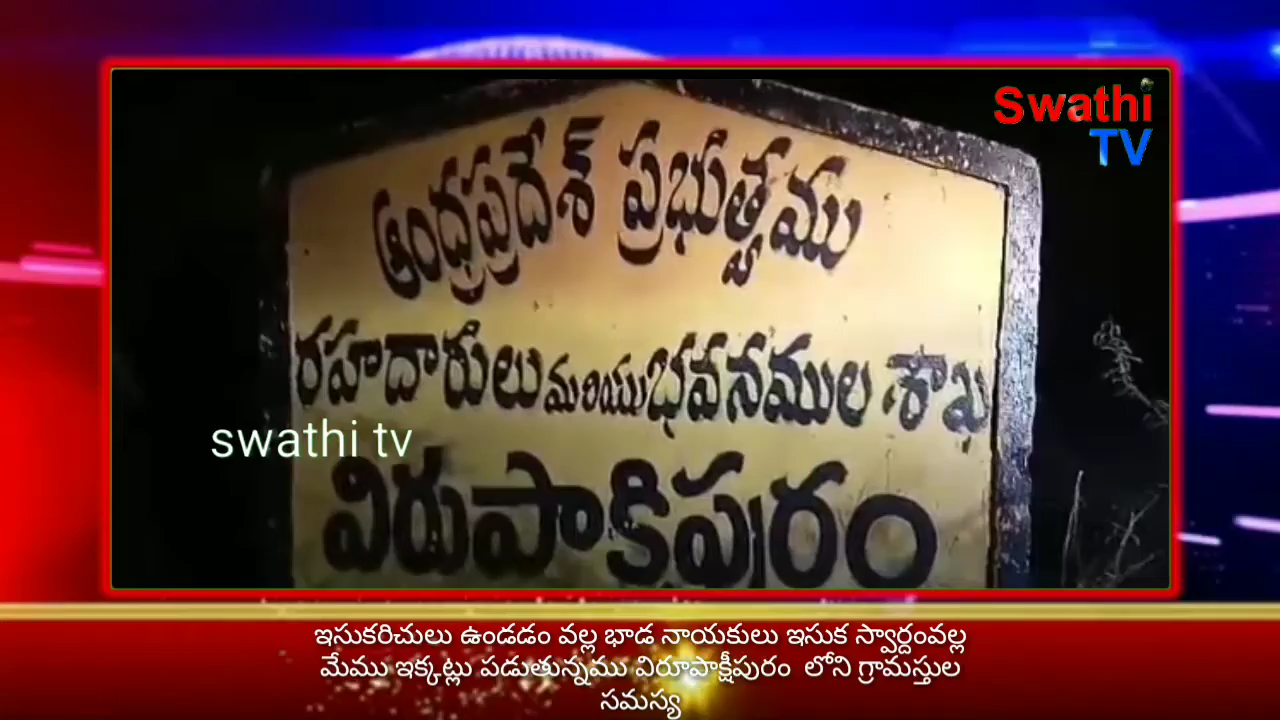 Swathi
TV
ఆంధ్రప్రదేశ్ ప్రభుత్వము
రహదారులు మరియు భవనముల శాఖ
swathi tv
విరుపాక్షిపురం
ఇసుకరిచులు ఉండడం వల్ల భాడ నాయకులు ఇసుక స్వార్దంవల్ల
మేము ఇక్కట్లు పడుతున్నము విరూపాక్షీపురం లోని గ్రామస్తుల
సమస్య